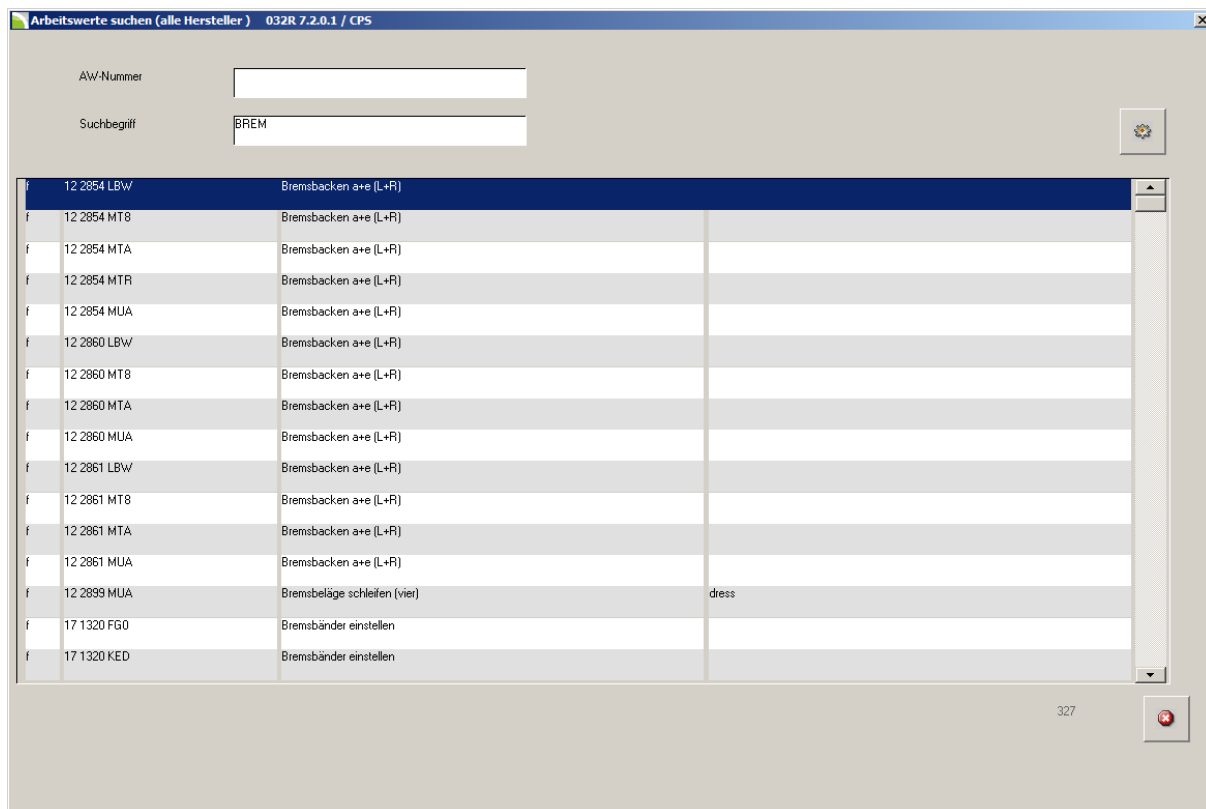 Arbeitswerte suchen (alle Hersteller ) 032R 7.2.0.1 / CPS
AW-Nummer
Suchbegriff BREM
f 12 2854 LBW Bremsbacken a+e (L+R)
f 12 2854 MT8 Bremsbacken a+e (L+R)
f 12 2854 MTA Bremsbacken a+e (L+R)
f 12 2854 MTR Bremsbacken a+e (L+R)
f 12 2854 MUA Bremsbacken a+e (L+R)
f 12 2860 LBW Bremsbacken a+e (L+R)
f 12 2860 MT8 Bremsbacken a+e (L+R)
f 12 2860 MTA Bremsbacken a+e (L+R)
f 12 2860 MUA Bremsbacken a+e (L+R)
f 12 2861 LBW Bremsbacken a+e (L+R)
f 12 2861 MT8 Bremsbacken a+e (L+R)
f 12 2861 MTA Bremsbacken a+e (L+R)
f 12 2861 MUA Bremsbacken a+e (L+R)
f 12 2899 MUA Bremsbeläge schleifen (vier) dress
f 17 1320 FG0 Bremsbänder einstellen
f 17 1320 KED Bremsbänder einstellen
327